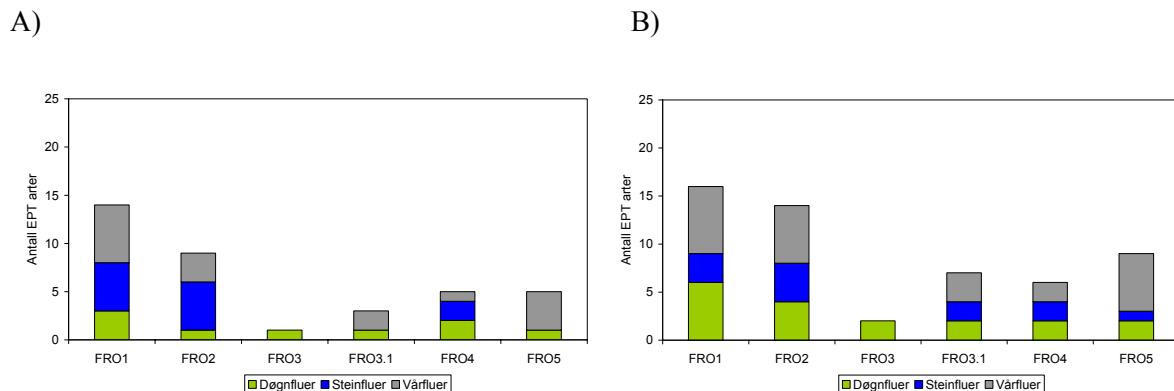 A)
B)
25
20
15
10
5
0
Antall EPT arter
FRO1 FRO2 FRO3 FRO3.1 FRO4 FRO5
Døgnfluer Steinfluer Vårfluer
25
20
15
10
5
0
Antall EPT arter
FRO1 FRO2 FRO3 FRO3.1 FRO4 FRO5
Døgnfluer Steinfluer Vårfluer